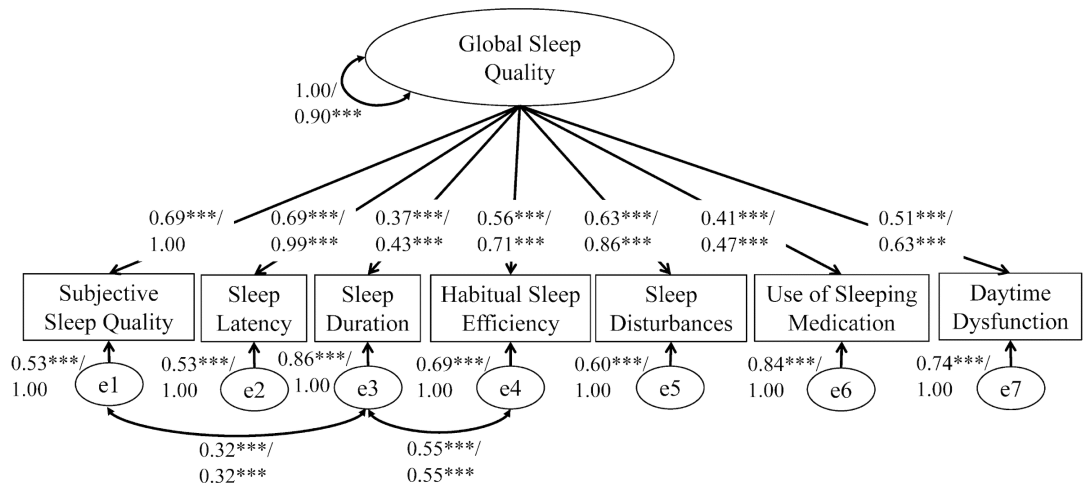 Global Sleep
Quality
1.00/
0.90***
0.69***/
1.00
0.69***/
0.99***
0.37***/
0.43***
0.56***/
0.71***
0.63***/
0.86***
0.41***/
0.47***
0.51***/
0.63***
Subjective
Sleep Quality
Sleep
Latency
Sleep
Duration
Habitual Sleep
Efficiency
Sleep
Disturbances
Use of Sleeping
Medication
Daytime
Dysfunction
0.53***/
1.00
e1
0.53***/
1.00
e2
0.86***/
1.00
e3
0.69***/
1.00
e4
0.60***/
1.00
e5
0.84***/
1.00
e6
0.74***/
1.00
e7
0.32***/
0.32***
0.55***/
0.55***